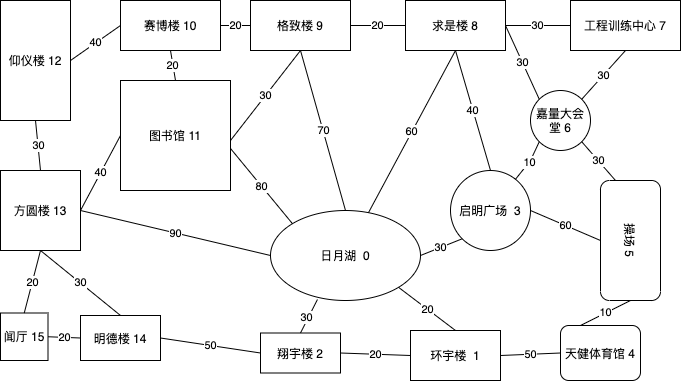 赛博楼 10
20
格致楼 9
20
求是楼 8
30
工程训练中心 7
仰仪楼 12
40
20
30
30
30
图书馆 11
嘉量大会
堂 6
40
70
60
30
10
30
40
80
方圆楼 13
启明广场 3
60
操场 5
90
日月湖 0
30
20
30
20
30
10
闻厅 15
20
明德楼 14
50
翔宇楼 2
20
环宇楼 1
50
天健体育馆 4